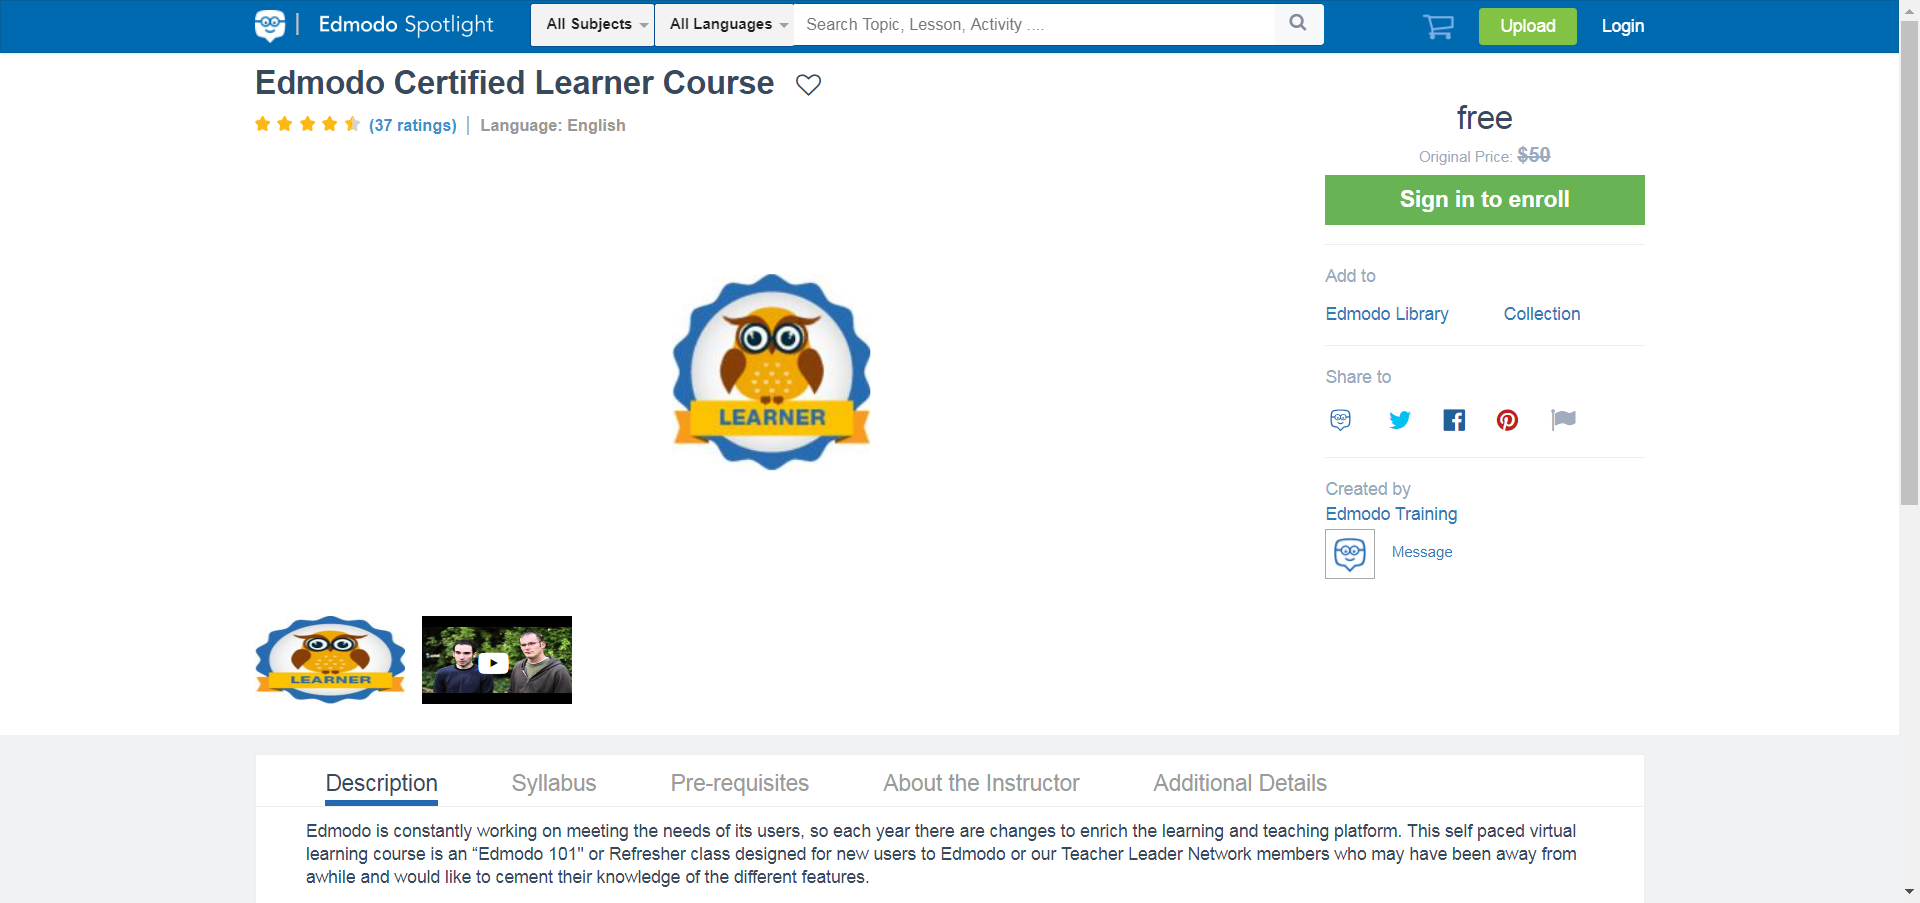 Edmodo Spotlight
All Subjects
All Languages
Search Topic, Lesson, Activity ....
Upload
Login
Edmodo Certified Learner Course
(37 ratings)
Language: English
free
Original Price: $50
Sign in to enroll
Add to
Edmodo Library
Collection
Share to
LEARNER
Created by
Edmodo Training
Message
LEARNER
Description
Syllabus
Pre-requisites
About the Instructor
Additional Details
Edmodo is constantly working on meeting the needs of its users, so each year there are changes to enrich the learning and teaching platform. This self paced virtual
learning course is an “Edmodo 101" or Refresher class designed for new users to Edmodo or our Teacher Leader Network members who may have been away from
awhile and would like to cement their knowledge of the different features.